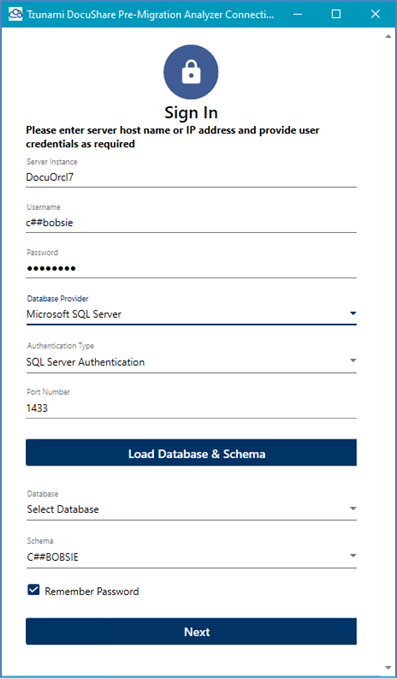 Tzunami DocuShare Pre-Migration Analyzer Connecti...
Sign In
Please enter server host name or IP address and provide user
credentials as required
Server Instance
DocuOrcl7
Username
c##bobsie
Password
●●●●●●●●
Database Provider
Microsoft SQL Server
Authentication Type
SQL Server Authentication
Port Number
1433
Load Database & Schema
Database
Select Database
Schema
C##BOBSIE
Remember Password
Next